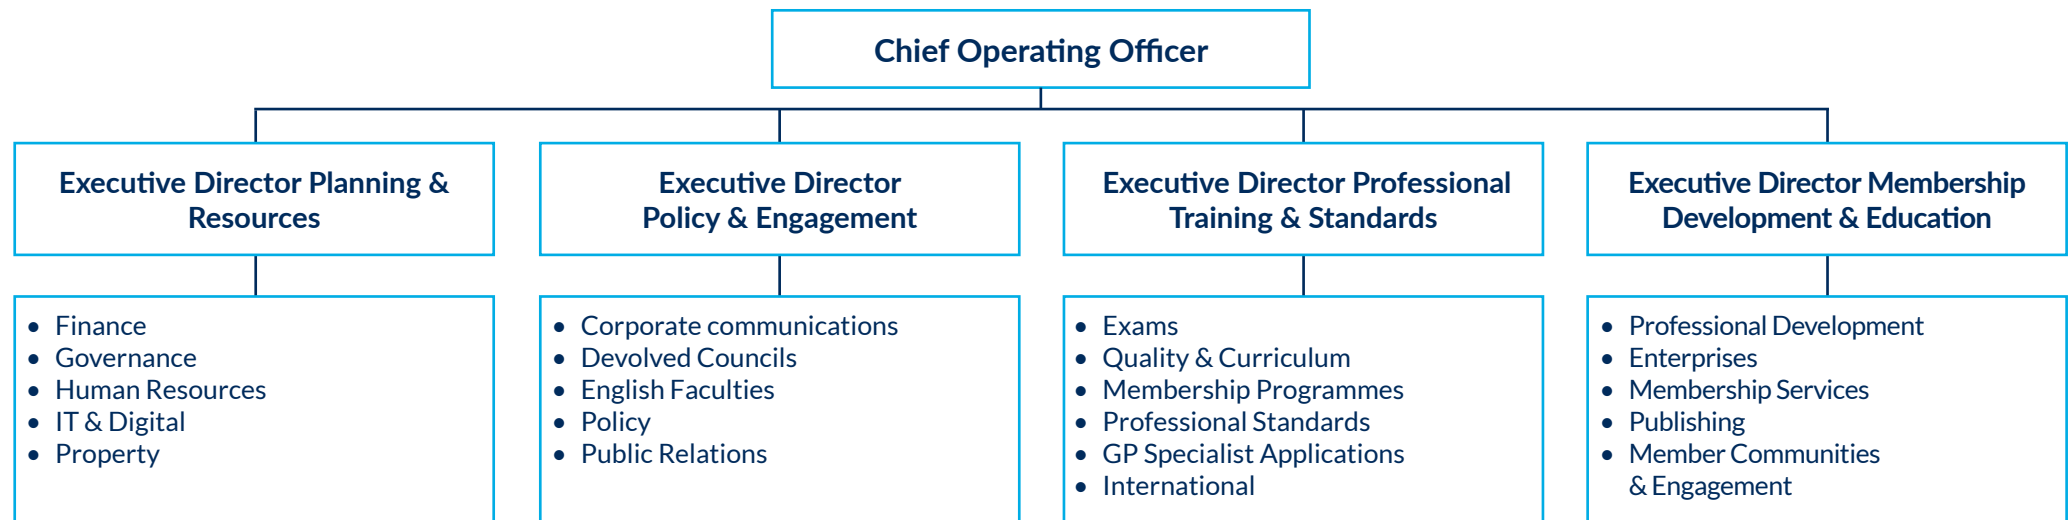 Chief Operating Officer
Executive Director Planning &
Resources
Executive Director
Policy & Engagement
Executive Director Professional
Training & Standards
Executive Director Membership
Development & Education
• Finance
• Governance
• Human Resources
• IT & Digital
• Property
• Corporate communications
• Devolved Councils
• English Faculties
• Policy
• Public Relations
• Exams
• Quality & Curriculum
• Membership Programmes
• Professional Standards
• GP Specialist Applications
• International
• Professional Development
• Enterprises
• Membership Services
• Publishing
• Member Communities
& Engagement